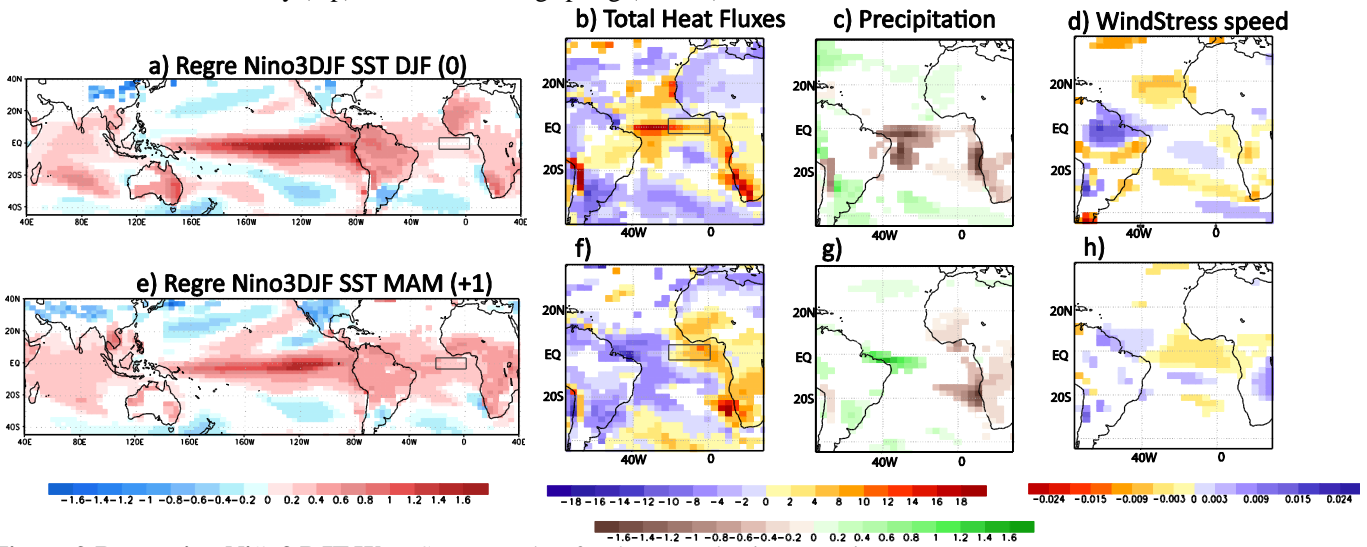 b) Total Heat Fluxes
c) Precipitation
d) WindStress speed
a) Regre Nino3DJF SST DJF (0)
40N
20N
EQ
20S
40S
40E
80E
120E
160E
160W
120W
80W
40W
0
40E
20N
EQ
20S
40W
0
20N
EQ
20S
40W
0
20N
EQ
20S
40W
0
e) Regre Nino3DJF SST MAM (+1)
f)
g)
h)
40N
20N
EQ
20S
40S
40E
80E
120E
160E
160W
120W
80W
40W
0
40E
20N
EQ
20S
40W
0
20N
EQ
20S
40W
0
20N
EQ
20S
40W
0
-1.6-1.4-1.2 -1 -0.8-0.6-0.4-0.2 0 0.2 0.4 0.6 0.8 1 1.2 1.4 1.6
-18 -16 -14 -12 -10 -8 -6 -4 -2 0 2 4 6 8 10 12 14 16 18
-0.024 -0.015 -0.009 -0.003 0 0.003 0.009 0.015 0.024
-1.6-1.4-1.2 -1 -0.8-0.6-0.4-0.2 0 0.2 0.4 0.6 0.8 1 1.2 1.4 1.6